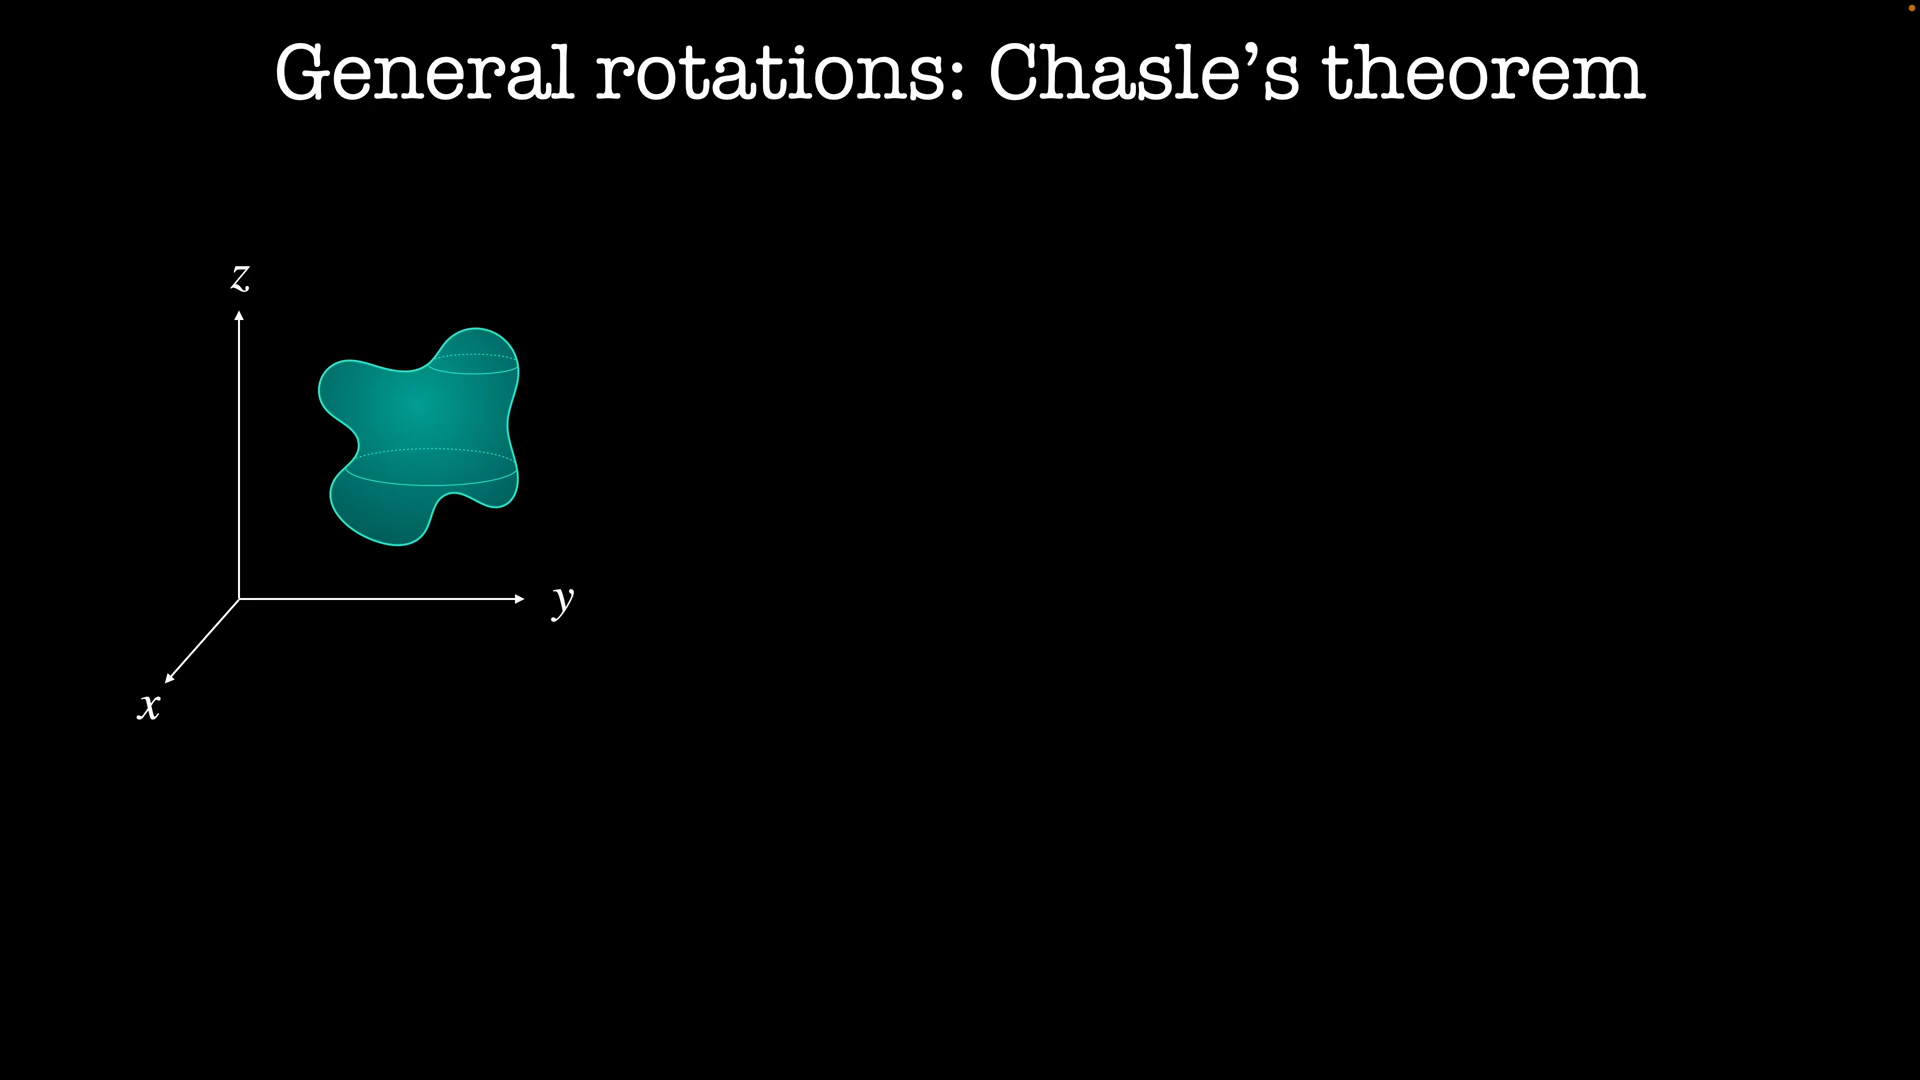 General rotations: Chasle’s theorem
z
y
x